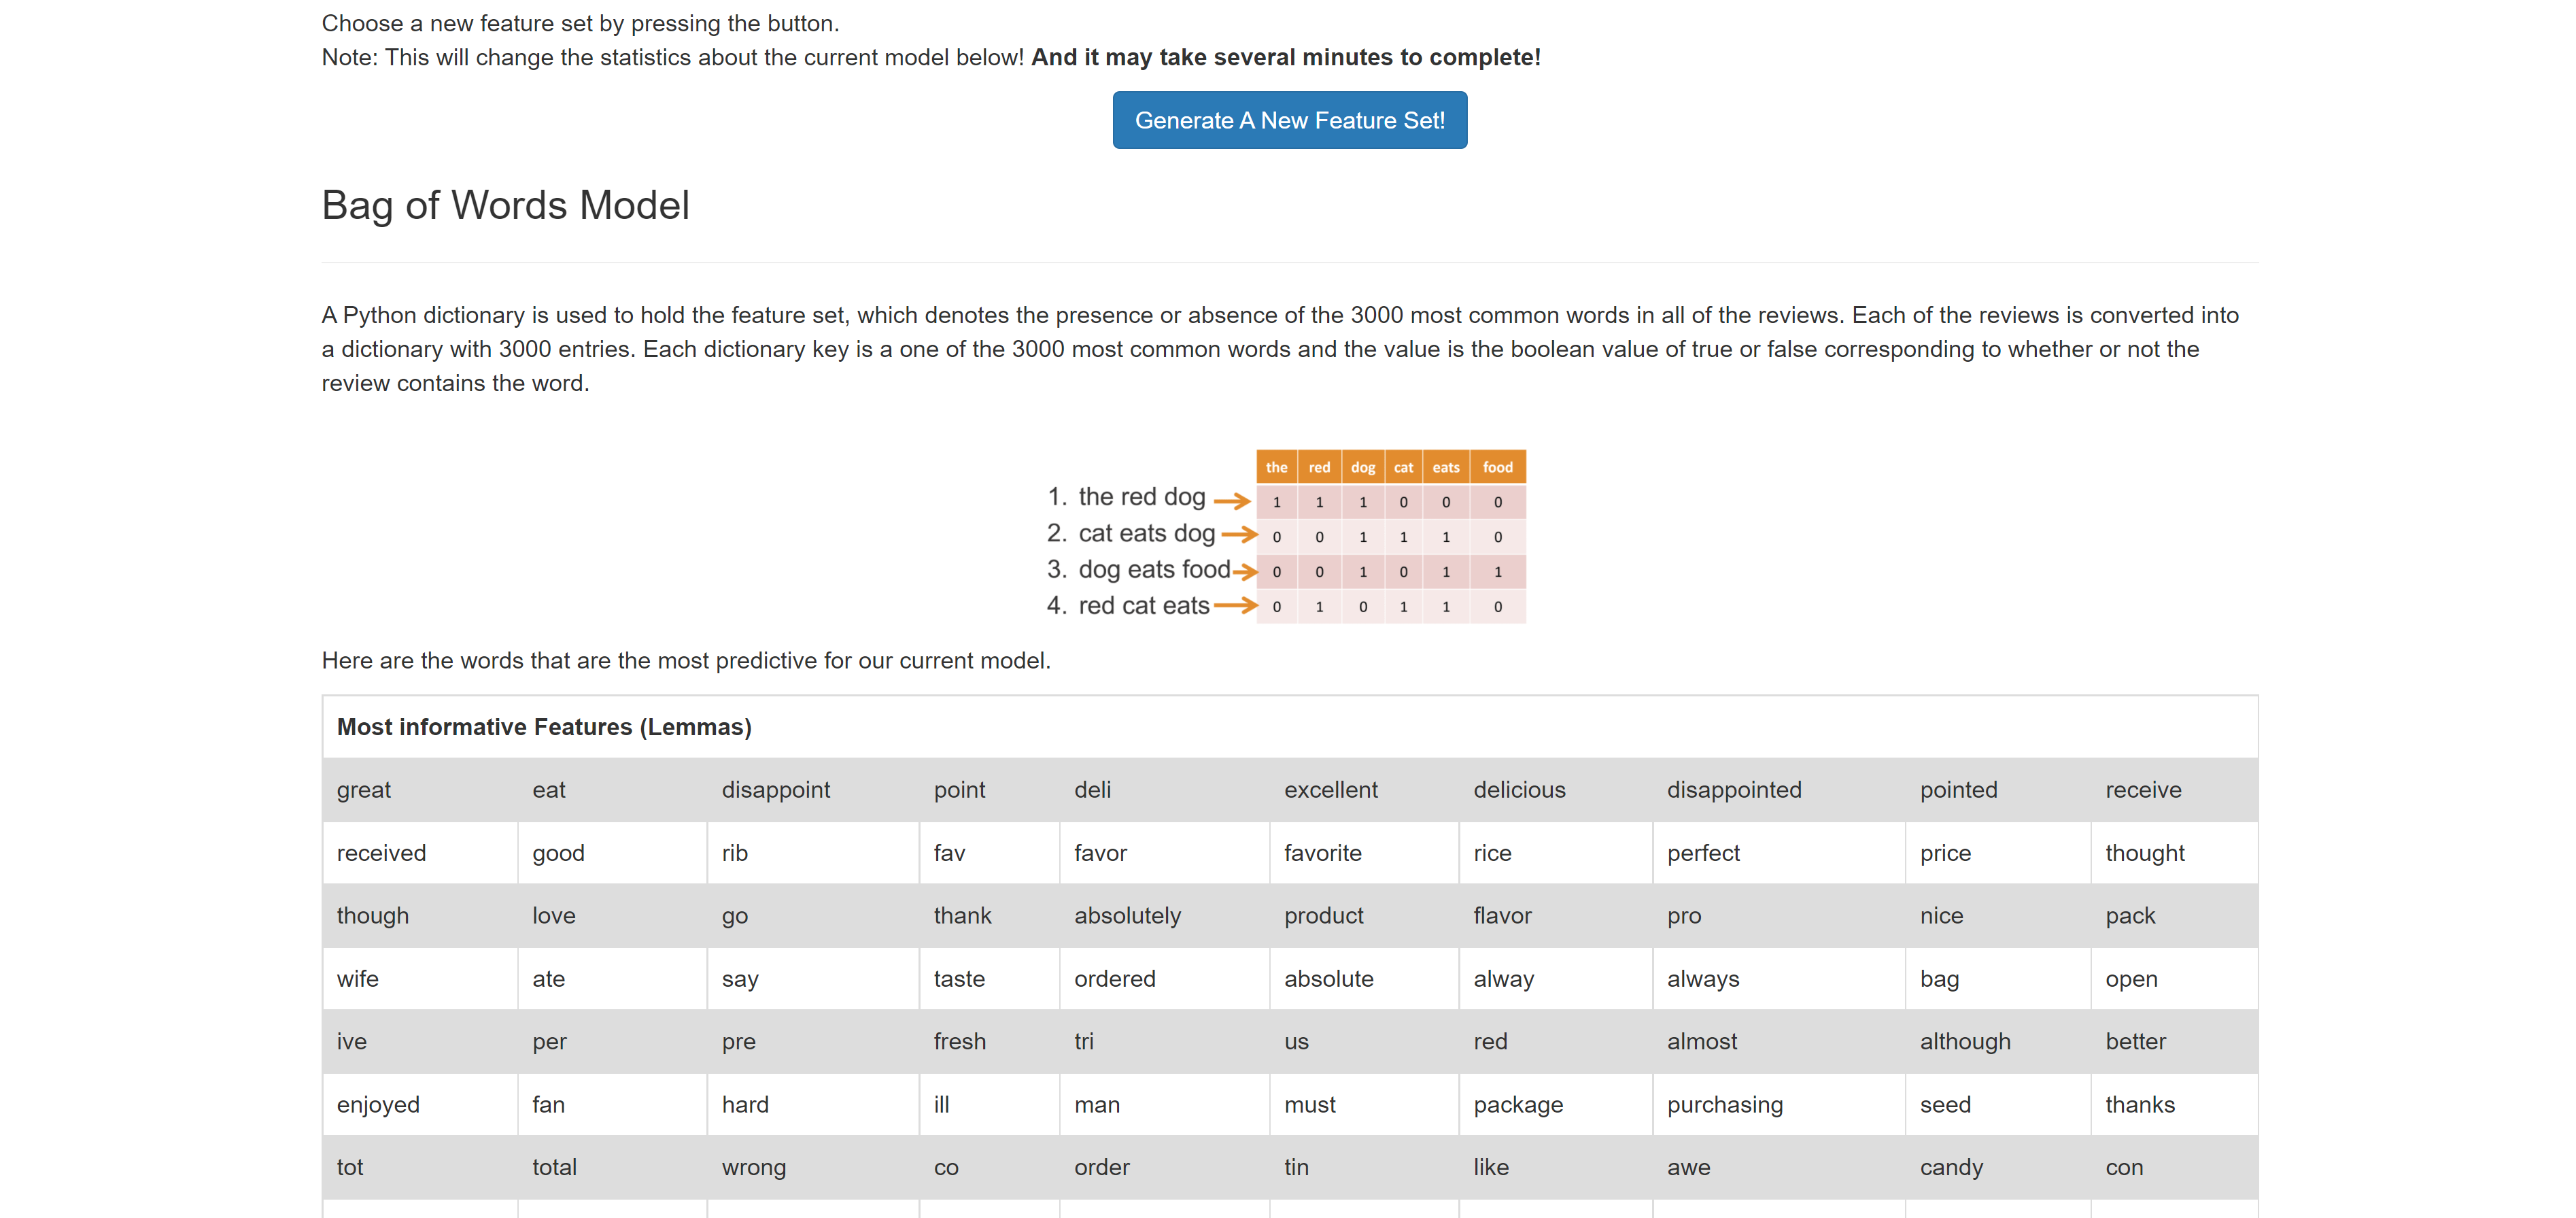 Choose a new feature set by pressing the button.
Note: This will change the statistics about the current model below! And it may take several minutes to complete!
Generate A New Feature Set!
Bag of Words Model
A Python dictionary is used to hold the feature set, which denotes the presence or absence of the 3000 most common words in all of the reviews. Each of the reviews is converted into
a dictionary with 3000 entries. Each dictionary key is a one of the 3000 most common words and the value is the boolean value of true or false corresponding to whether or not the
review contains the word.
the red dog cat eats food
1. the red dog 1 1 1 0 0 0
2. cat eats dog 0 0 1 1 1 0
3. dog eats food 0 0 1 0 1 1
4. red cat eats 0 1 0 1 1 0
Here are the words that are the most predictive for our current model.
Most informative Features (Lemmas)
great eat disappoint point deli excellent delicious disappointed pointed receive
received good rib fav favor favorite rice perfect price thought
though love go thank absolutely product flavor pro nice pack
wife ate say taste ordered absolute alway always bag open
ive per pre fresh tri us red almost although better
enjoyed fan hard ill man must package purchasing seed thanks
tot total wrong co order tin like awe candy con